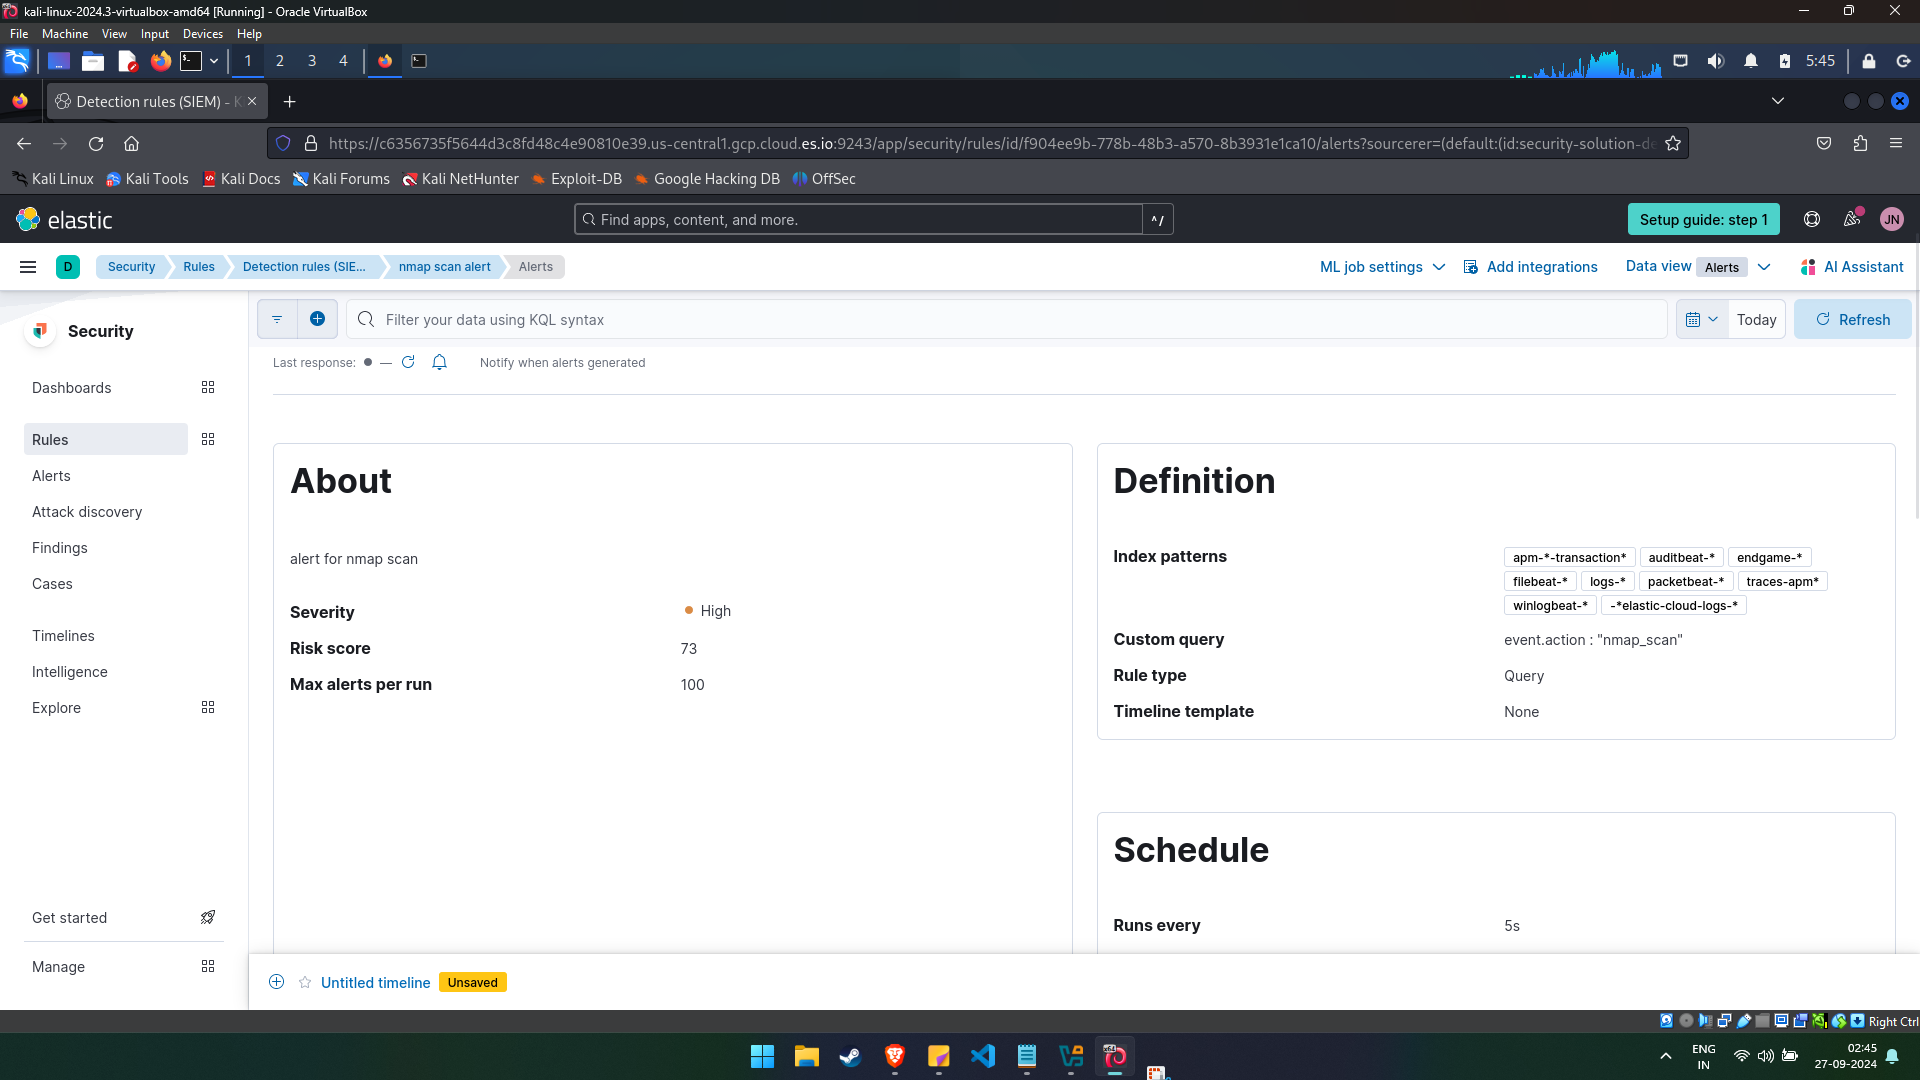 kali-linux-2024.3-virtualbox-amd64 [Running] - Oracle VirtualBox
File Machine View Input Devices Help
1 2 3 4 5:45
Detection rules (SIEM) - K
https://c6356735f5644d3c8fd48c4e90810e39.us-central1.gcp.cloud.es.io:9243/app/security/rules/id/f904ee9b-778b-48b3-a570-8b3931e1ca10/alerts?sourcerer=(default:(id:security-solution-de
Kali Linux Kali Tools Kali Docs Kali Forums Kali NetHunter Exploit-DB Google Hacking DB OffSec
elastic Find apps, content, and more. ^/ Setup guide: step 1 JN
D Security Rules Detection rules (SIE... nmap scan alert Alerts ML job settings Add integrations Data view Alerts AI Assistant
Security
Filter your data using KQL syntax Today Refresh
Last response: — Notify when alerts generated
Dashboards
Rules
Alerts
Attack discovery
Findings
Cases
Timelines
Intelligence
Explore
Get started
Manage
About
alert for nmap scan
Severity High
Risk score 73
Max alerts per run 100
Definition
Index patterns apm-*-transaction* auditbeat-* endgame-*
filebeat-* logs-* packetbeat-* traces-apm*
winlogbeat-* -*elastic-cloud-logs-*
Custom query event.action : "nmap_scan"
Rule type Query
Timeline template None
Schedule
Runs every 5s
Untitled timeline Unsaved
Right Ctrl
ENG
IN
02:45
27-09-2024